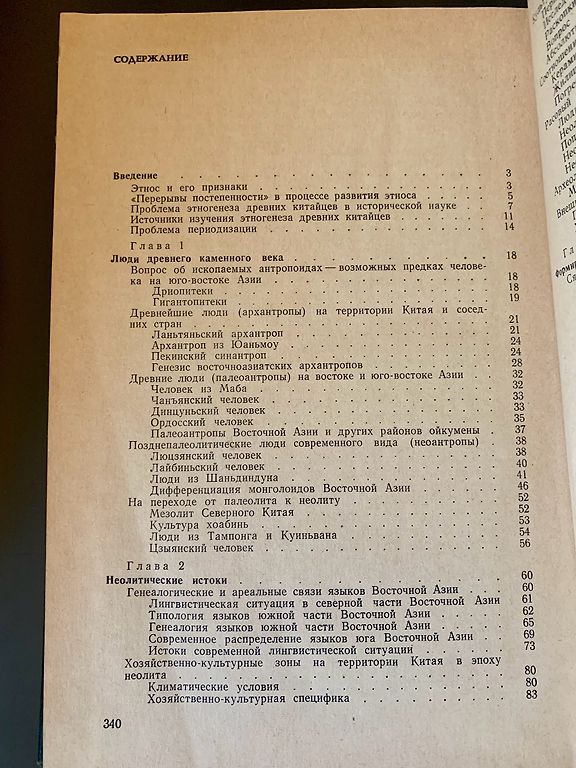 СОДЕРЖАНИЕ
Введение . . . . . . . . . . . . . . . . 3
Этнос и его признаки . . . . . . . . . . . . 3
«Перерывы постепенности» в процессе развития этноса . . . . . 5
Проблема этногенеза древних китайцев в исторической науке . . 7
Источники изучения этногенеза древних китайцев . . . . . . 11
Проблема периодизации . . . . . . . . . . . . 14
Глава 1
Люди древнего каменного века . . . . . . . . . . 18
Вопрос об ископаемых антропоидах — возможных предках челове-
ка на юго-востоке Азии . . . . . . . . . . . 18
Дриопитеки . . . . . . . . . . . . . . 18
Гигантопитеки . . . . . . . . . . . . . 19
Древнейшие люди (архантропы) на территории Китая и сосед-
них стран . . . . . . . . . . . . . . 21
Ланьтяньский архантроп . . . . . . . . . . . 21
Архантроп из Юаньмоу . . . . . . . . . . . 24
Пекинский синантроп . . . . . . . . . . . 24
Генезис восточноазиатских архантропов . . . . . . . 28
Древние люди (палеоантропы) на востоке и юго-востоке Азии . 32
Человек из Маба . . . . . . . . . . . . 32
Чанъянский человек . . . . . . . . . . . 33
Динцуньский человек . . . . . . . . . . . 33
Ордосский человек . . . . . . . . . . . . 35
Палеоантропы Восточной Азии и других районов ойкумены . 37
Позднепалеолитические люди современного вида (неоантропы) 38
Люцзянский человек . . . . . . . . . . . 38
Лайбиньский человек . . . . . . . . . . . 40
Люди из Шаньдиндуна . . . . . . . . . . . 41
Дифференциация монголоидов Восточной Азии . . . . . 46
На переходе от палеолита к неолиту . . . . . . . . 52
Мезолит Северного Китая . . . . . . . . . . 52
Культура хоабинь . . . . . . . . . . . . 53
Люди из Тампонга и Куиньвана . . . . . . . . . 54
Цзыянский человек . . . . . . . . . . . . 56
Глава 2
Неолитические истоки . . . . . . . . . . . . 60
Генеалогические и ареальные связи языков Восточной Азии . . 60
Лингвистическая ситуация в северной части Восточной Азии 61
Типология языков южной части Восточной Азии . . . . 62
Генеалогия языков южной части Восточной Азии . . . . 65
Современное распределение языков юга Восточной Азии . . 69
Истоки современной лингвистической ситуации . . . . . 73
Хозяйственно-культурные зоны на территории Китая в эпоху
неолита . . . . . . . . . . . . . . . 80
Климатические условия . . . . . . . . . . . 80
Хозяйственно-культурная специфика . . . . . . . . 83
340